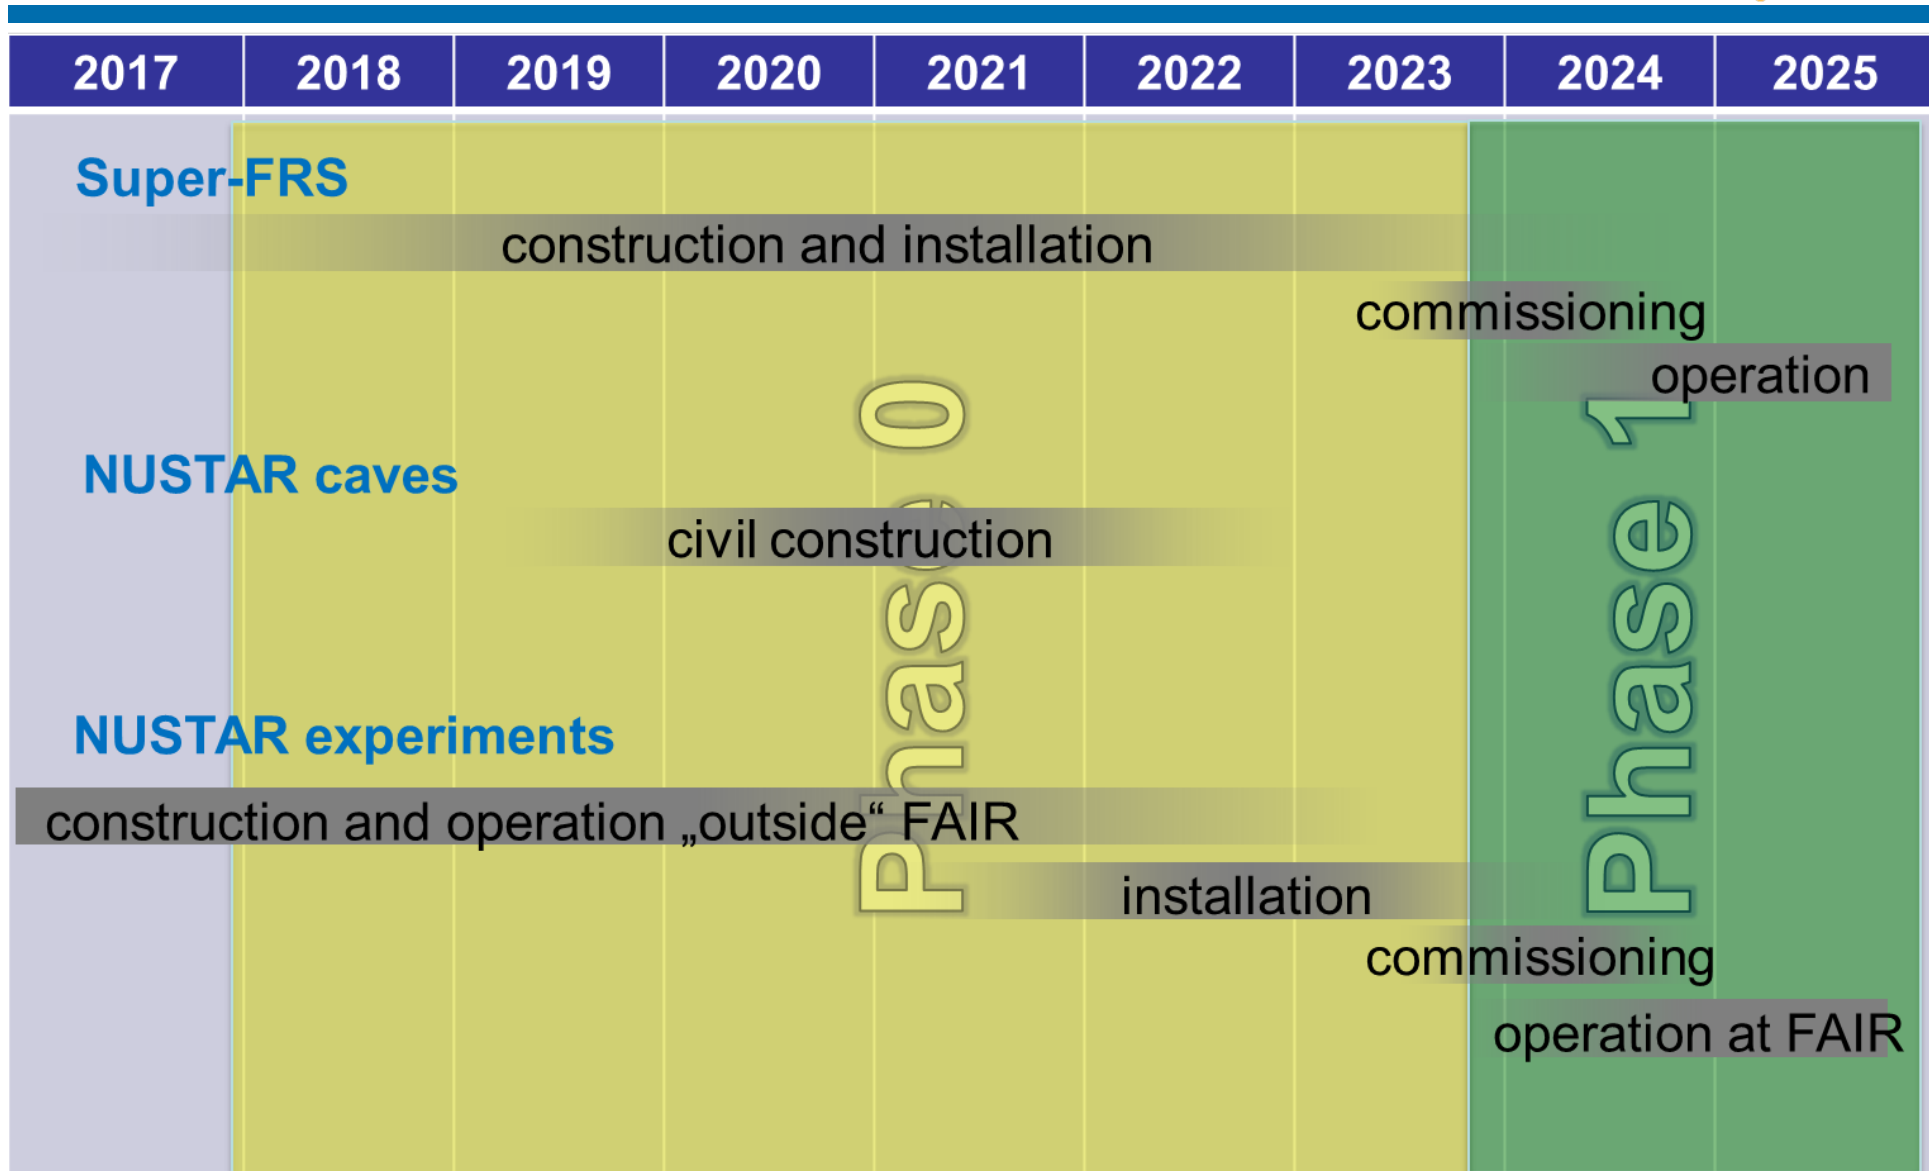 2017 2018 2019 2020 2021 2022 2023 2024 2025
Super-FRS
construction and installation
commissioning
operation
NUSTAR caves
civil construction
NUSTAR experiments
construction and operation „outside“ FAIR
installation
commissioning
operation at FAIR
Phase 0
Phase 1